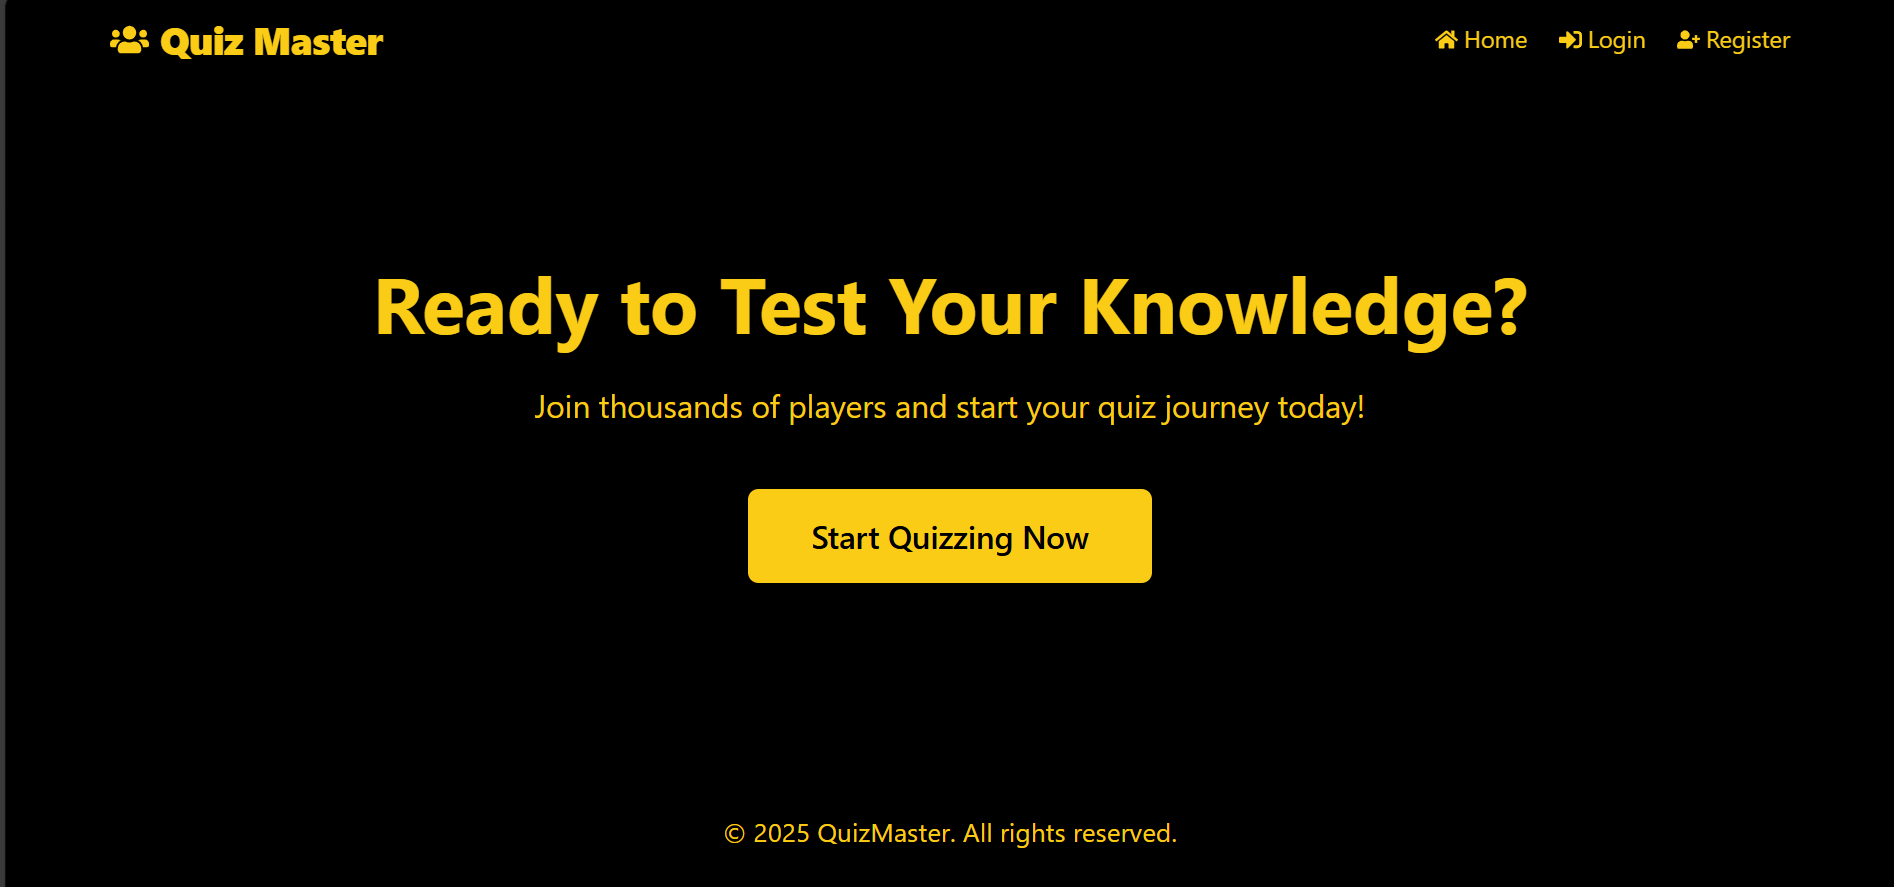 Quiz Master
Home Login Register
Ready to Test Your Knowledge?
Join thousands of players and start your quiz journey today!
Start Quizzing Now
© 2025 QuizMaster. All rights reserved.